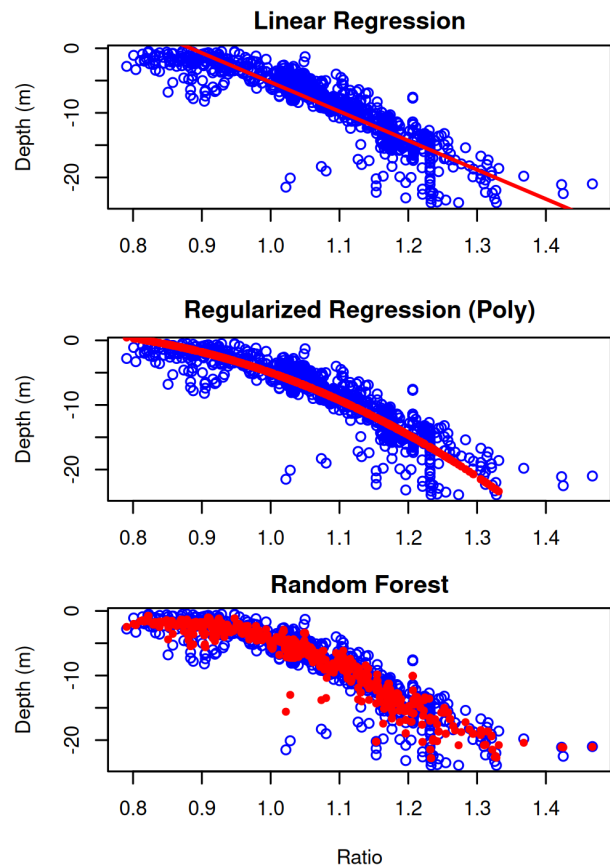 Linear Regression
Depth (m)
0
-10
-20
0.8 0.9 1.0 1.1 1.2 1.3 1.4
Regularized Regression (Poly)
Depth (m)
0
-10
-20
0.8 0.9 1.0 1.1 1.2 1.3 1.4
Random Forest
Depth (m)
0
-10
-20
0.8 0.9 1.0 1.1 1.2 1.3 1.4
Ratio